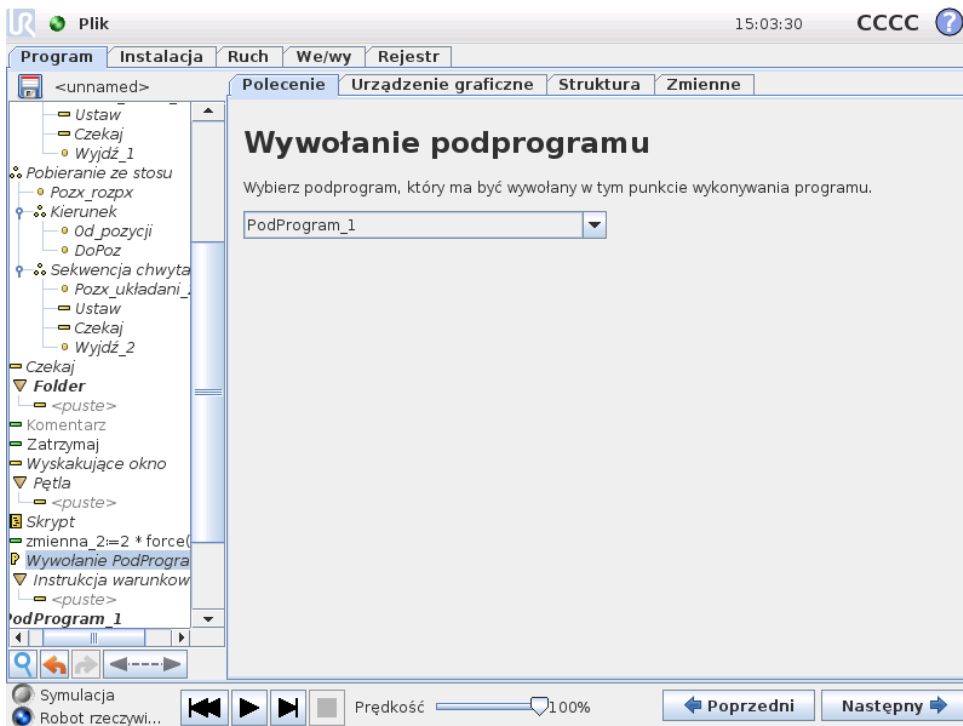 Plik
15:03:30
CCCC
?
Program Instalacja Ruch We/wy Rejestr
<unnamed>
Polecenie Urządzenie graficzne Struktura Zmienne
Ustaw
Czekaj
Wyjdź_1
Pobieranie ze stosu
Pozx_rozpx
Kierunek
Od_pozycji
DoPoz
Sekwencja chwyta
Pozx_układani_2
Ustaw
Czekaj
Wyjdź_2
Czekaj
Folder
<puste>
Komentarz
Zatrzymaj
Wyskakujące okno
Pętla
<puste>
Skrypt
zmienna_2:=2 * force(
Wywołanie PodProgra
Instrukcja warunkow
<puste>
PodProgram_1
Wywołanie podprogramu
Wybierz podprogram, który ma być wywołany w tym punkcie wykonywania programu.
PodProgram_1
Symulacja
Robot rzeczywi...
Prędkość 100%
Poprzedni Następny